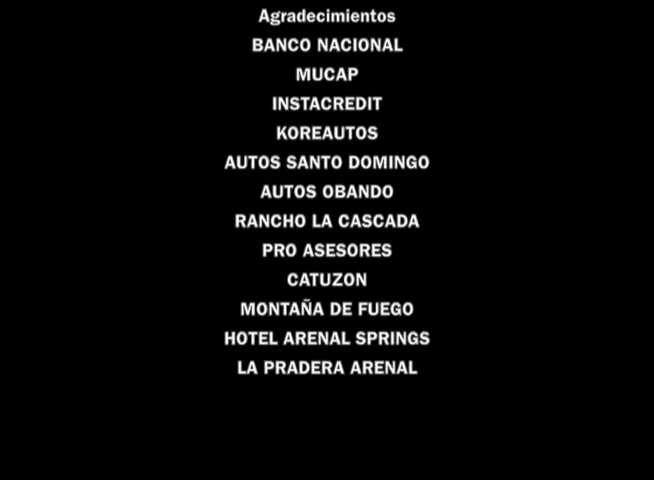 Agradecimientos
BANCO NACIONAL
MUCAP
INSTACREDIT
KOREAUTOS
AUTOS SANTO DOMINGO
AUTOS OBANDO
RANCHO LA CASCADA
PRO ASESORES
CATUZON
MONTAÑA DE FUEGO
HOTEL ARENAL SPRINGS
LA PRADERA ARENAL